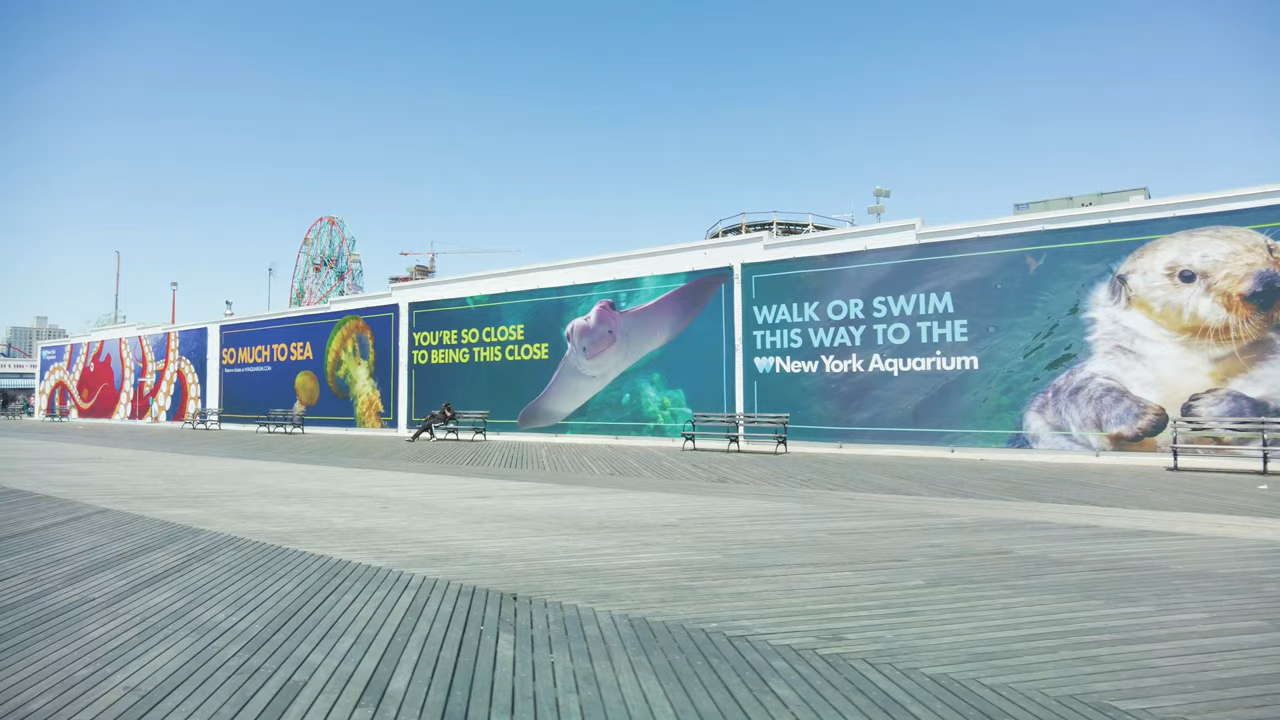 SO MUCH TO SEA
YOU'RE SO CLOSE
TO BEING THIS CLOSE
WALK OR SWIM
THIS WAY TO THE
New York Aquarium